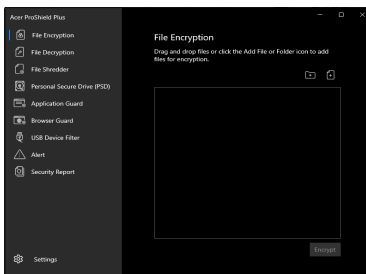 Acer ProShield Plus
File Encryption
File Decryption
File Shredder
Personal Secure Drive (PSD)
Application Guard
Browser Guard
USB Device Filter
Alert
Security Report
Settings
File Encryption
Drag and drop files or click the Add File or Folder icon to add
files for encryption.
Encrypt